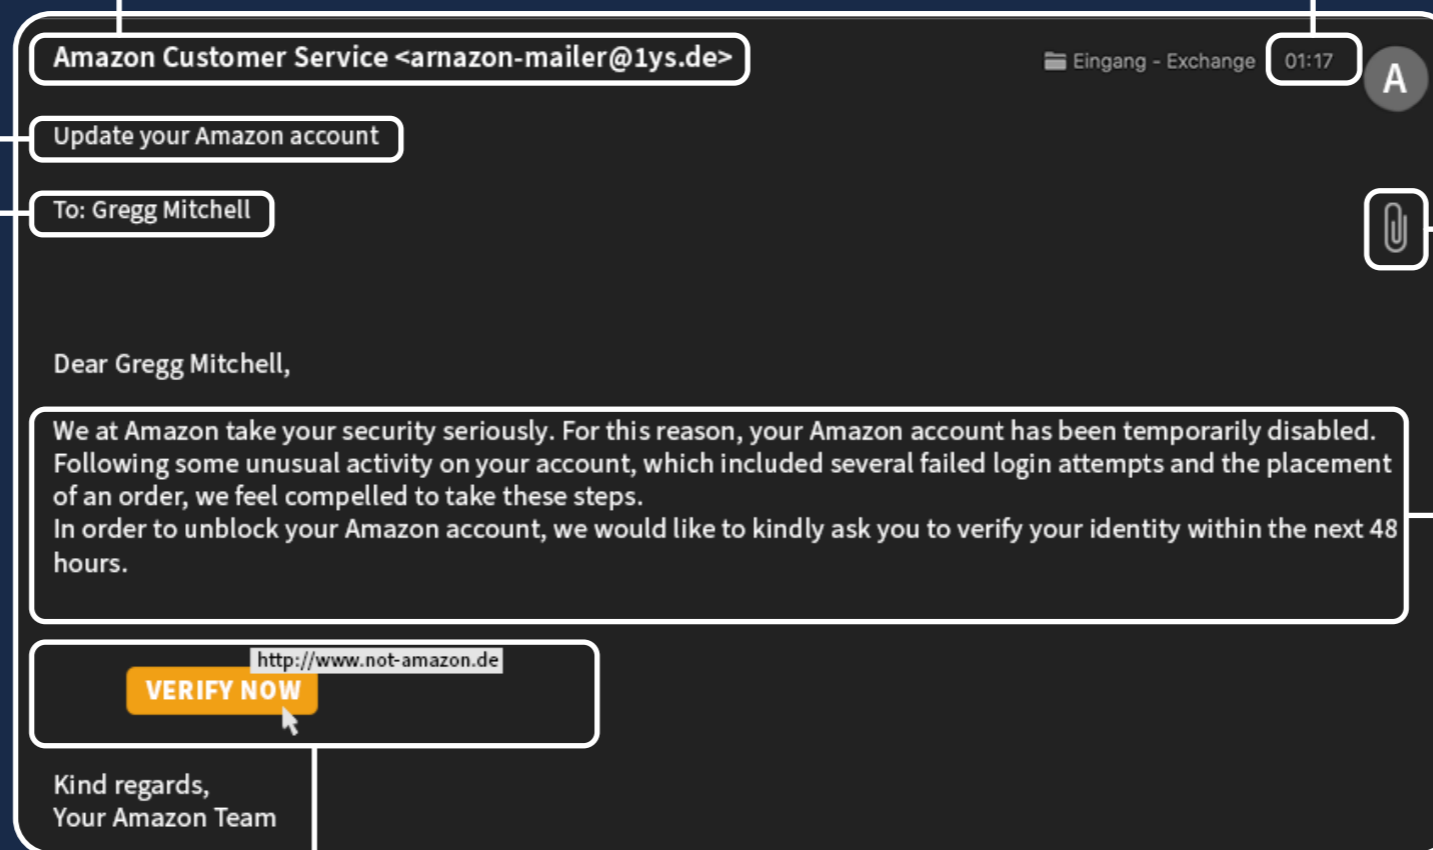 Amazon Customer Service <arnazon-mailer@1ys.de>
Eingang - Exchange
01:17
A
Update your Amazon account
To: Gregg Mitchell
Dear Gregg Mitchell,
We at Amazon take your security seriously. For this reason, your Amazon account has been temporarily disabled.
Following some unusual activity on your account, which included several failed login attempts and the placement
of an order, we feel compelled to take these steps.
In order to unblock your Amazon account, we would like to kindly ask you to verify your identity within the next 48
hours.
http://www.not-amazon.de
VERIFY NOW
Kind regards,
Your Amazon Team